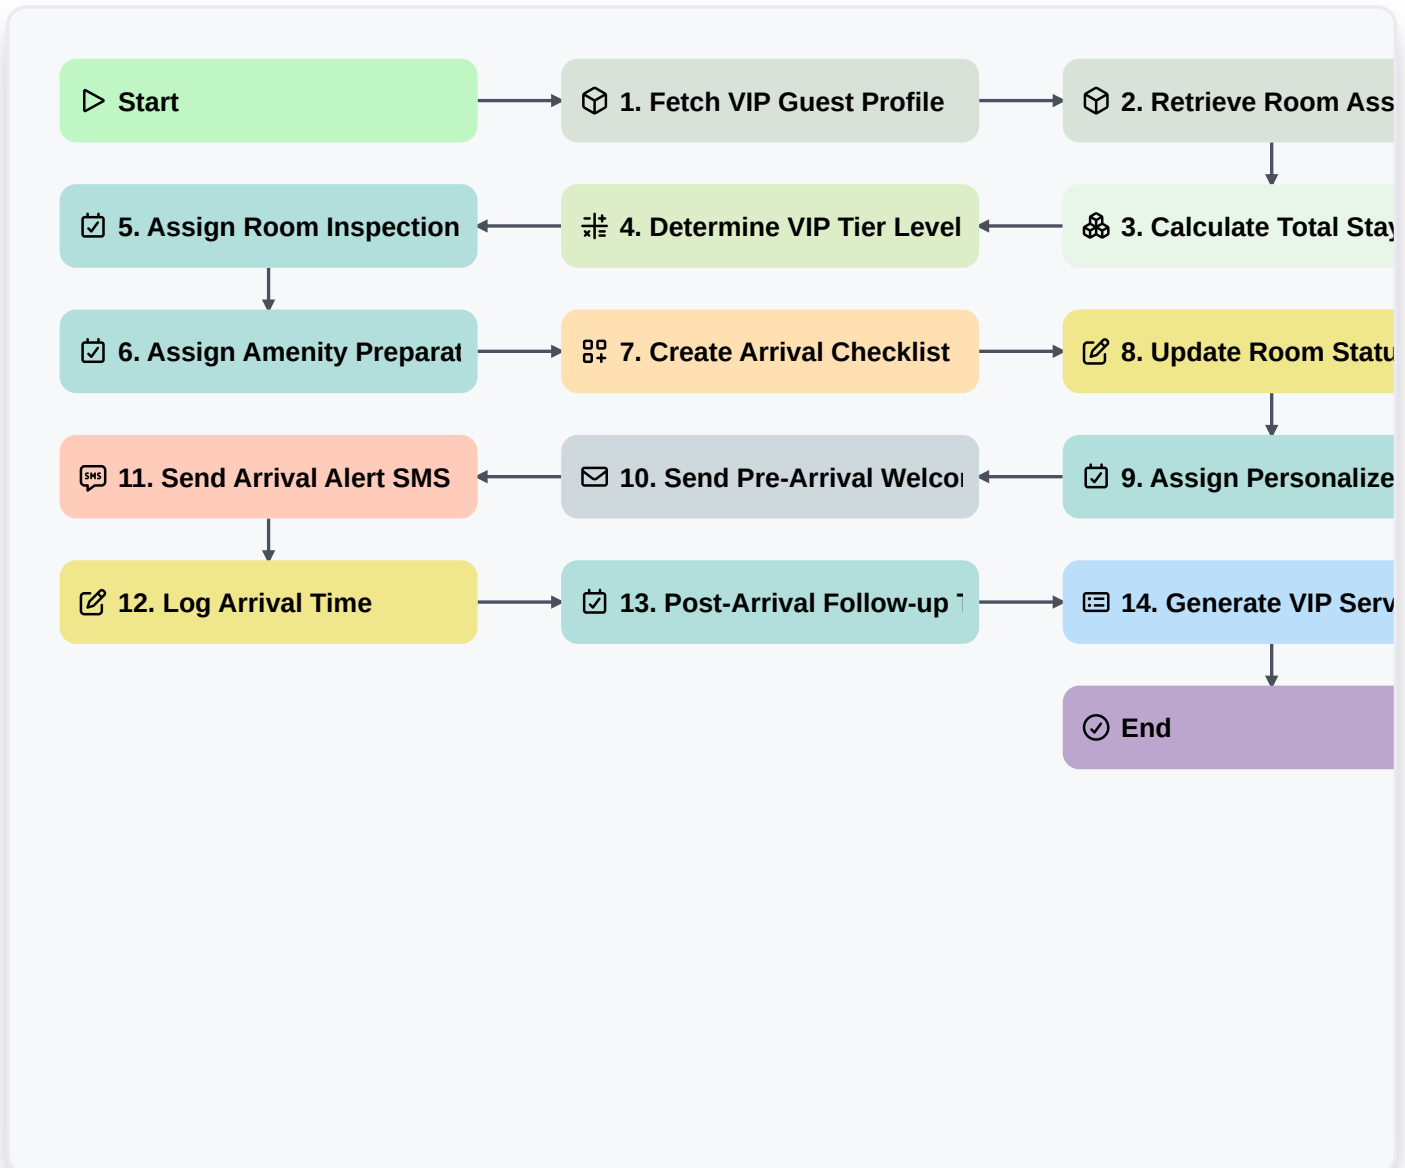 Start
1. Fetch VIP Guest Profile
2. Retrieve Room Ass
5. Assign Room Inspection
4. Determine VIP Tier Level
3. Calculate Total Stay
6. Assign Amenity Preparat
7. Create Arrival Checklist
8. Update Room Statu
11. Send Arrival Alert SMS
10. Send Pre-Arrival Welco
9. Assign Personalize
12. Log Arrival Time
13. Post-Arrival Follow-up
14. Generate VIP Serv
End